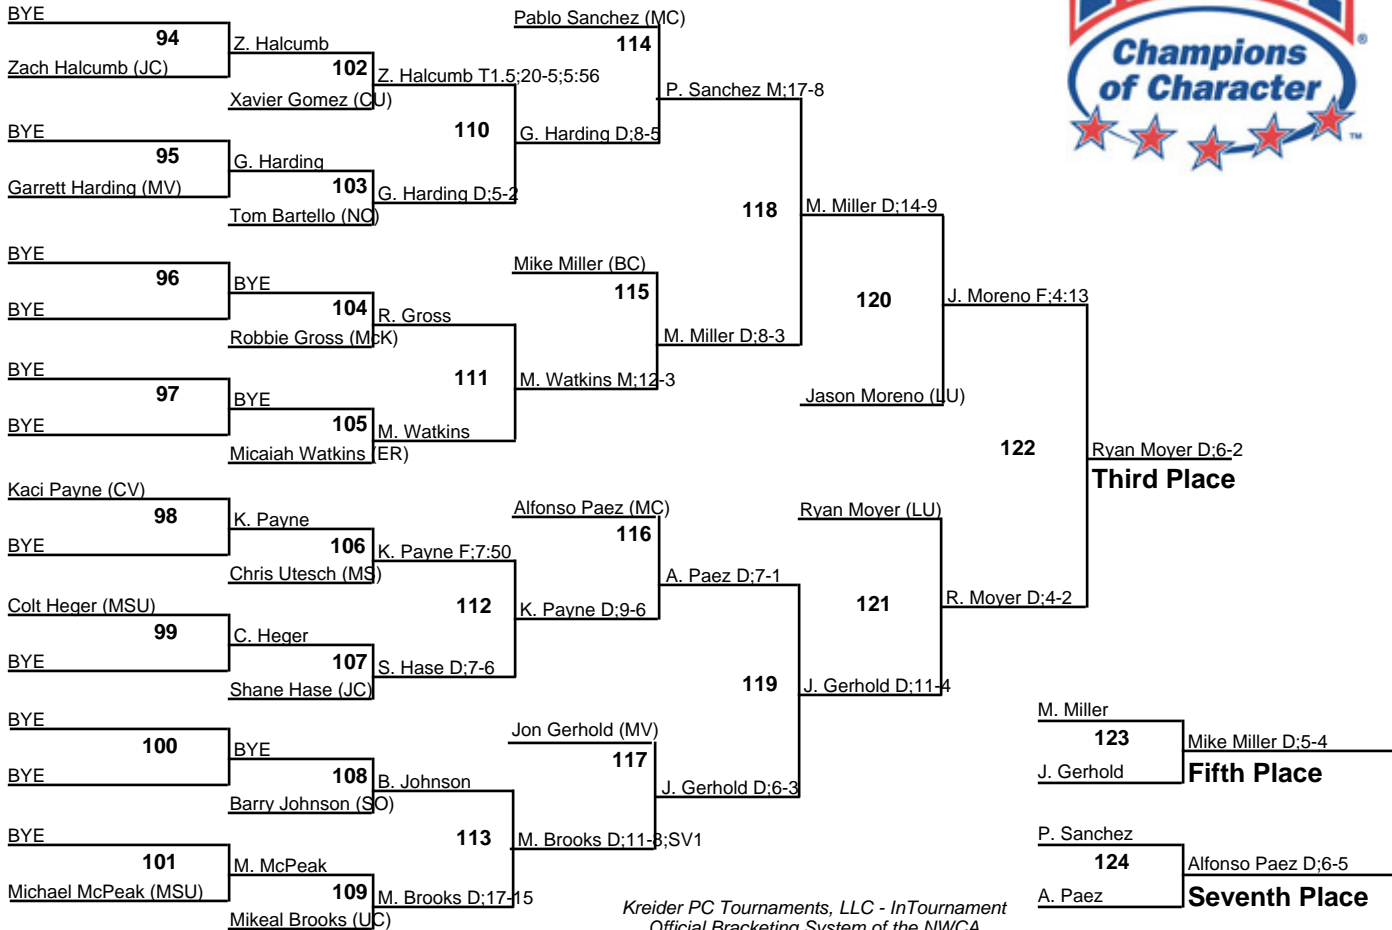 BYE
94
Zach Halcumb (JC)
Z. Halcumb
102
Xavier Gomez (CU)
Z. Halcumb T1.5;20-5;5:56
BYE
95
Garrett Harding (MV)
G. Harding
103
Tom Bartello (NC)
G. Harding D;5-2
110
G. Harding D;8-5
Pablo Sanchez (MC)
114
P. Sanchez M;17-8
BYE
96
BYE
BYE
104
Robbie Gross (McK)
R. Gross
BYE
97
BYE
BYE
105
Micaiah Watkins (ER)
M. Watkins
111
M. Watkins M;12-3
Mike Miller (BC)
115
M. Miller D;8-3
118
M. Miller D;14-9
120
Jason Moreno (LU)
J. Moreno F;4:13
Kaci Payne (CV)
98
BYE
K. Payne
106
Chris Utesch (MS)
K. Payne F;7:50
Colt Heger (MSU)
99
BYE
C. Heger
107
Shane Hase (JC)
S. Hase D;7-6
112
K. Payne D;9-6
Alfonso Paez (MC)
116
A. Paez D;7-1
BYE
100
BYE
BYE
108
Barry Johnson (SO)
B. Johnson
BYE
101
Michael McPeak (MSU)
M. McPeak
109
Mikeal Brooks (UC)
M. Brooks D;17-15
113
M. Brooks D;11-8;SV1
Jon Gerhold (MV)
117
J. Gerhold D;6-3
119
J. Gerhold D;11-4
Ryan Moyer (LU)
121
R. Moyer D;4-2
122
Ryan Moyer D;6-2
Third Place
M. Miller
123
J. Gerhold
Mike Miller D;5-4
Fifth Place
P. Sanchez
124
A. Paez
Alfonso Paez D;6-5
Seventh Place
Champions
of Character
®
™
Kreider PC Tournaments, LLC - InTournament
Official Bracketing System of the NWCA